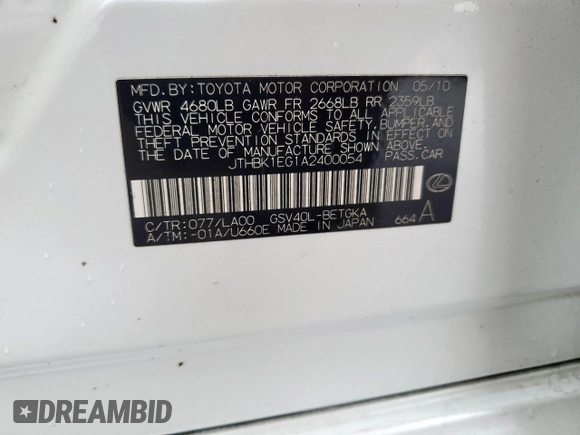 MFD. BY: TOYOTA MOTOR CORPORATION 05/10
GVWR 4680LB GAWR FR 2668LB RR 2359LB
THIS VEHICLE CONFORMS TO ALL APPLICABLE
FEDERAL MOTOR VEHICLE SAFETY, BUMPER, AND
THEFT PREVENTION STANDARDS IN EFFECT ON
THE DATE OF MANUFACTURE SHOWN ABOVE.
JTHBK1EG1A2400054 PASS. CAR
C/TR: 077/LA00 GSV40L-BETGKA
A/TM: -01A/U660E MADE IN JAPAN 664 A
DREAMBID